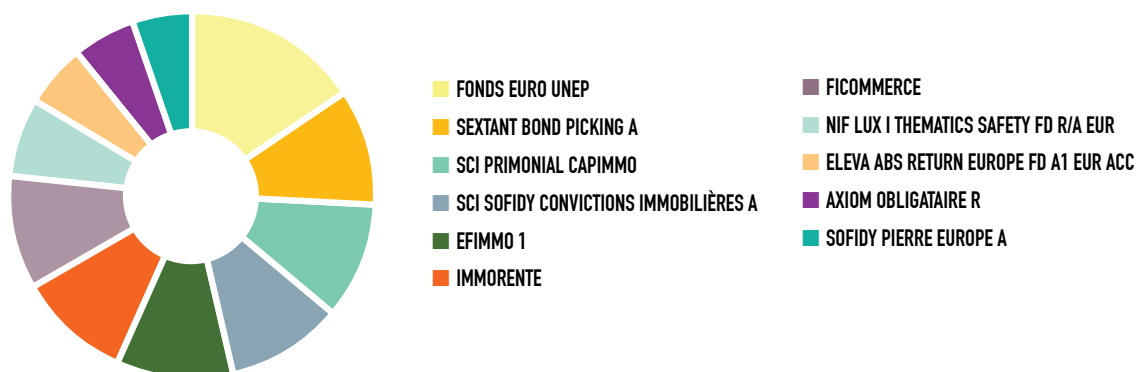 FONDS EURO UNEP
SEXTANT BOND PICKING A
SCI PRIMONIAL CAPIMMO
SCI SOFIDY CONVICTIONS IMMOBILIÈRES A
EFIMMO 1
IMMORENTE
FICOMMERCE
NIF LUX I THEMATICS SAFETY FD R/A EUR
ELEVA ABS RETURN EUROPE FD A1 EUR ACC
AXIOM OBLIGATAIRE R
SOFIDY PIERRE EUROPE A